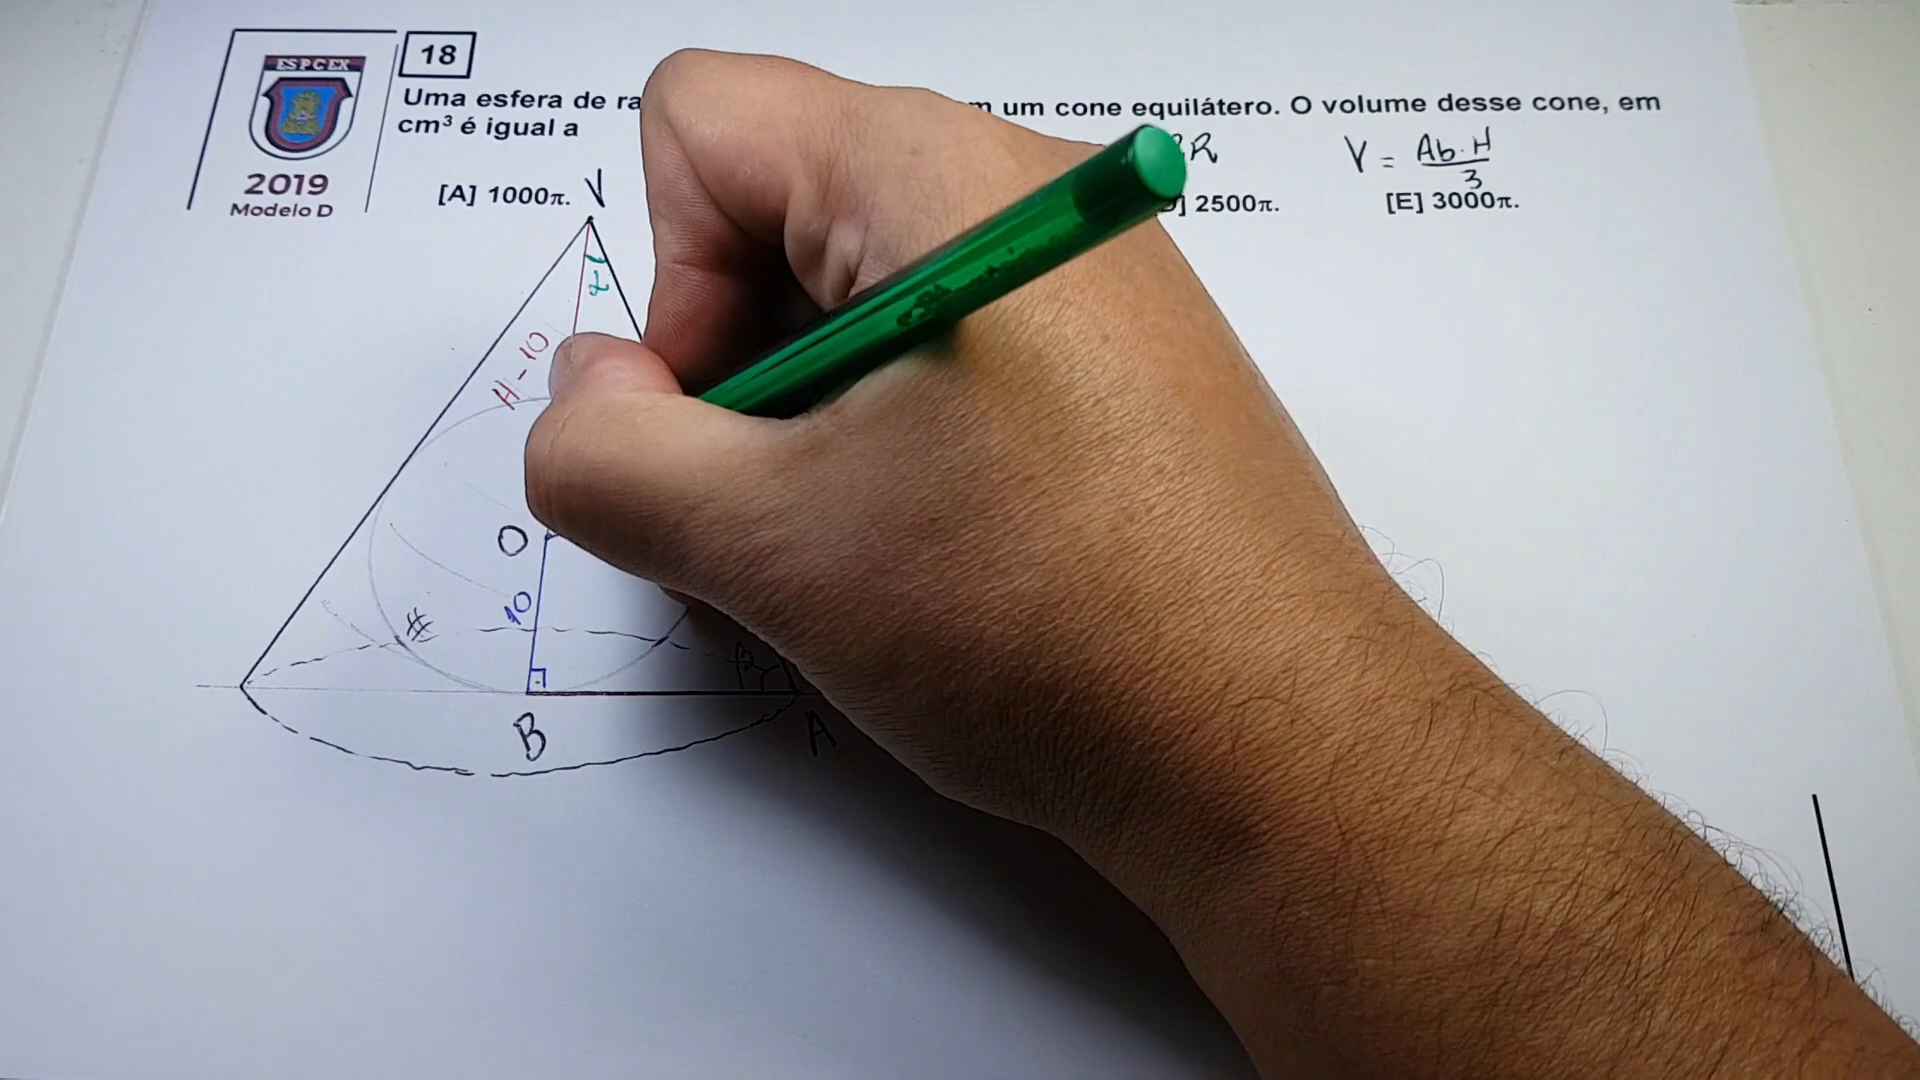 ESPCEX
2019
Modelo D
18
Uma esfera de um cone equilátero. O volume desse cone, em
cm³ é igual a
R
V = Ab.H/3
[A] 1000π.
2500π.
[E] 3000π.
V
H-10
O
10
B
A